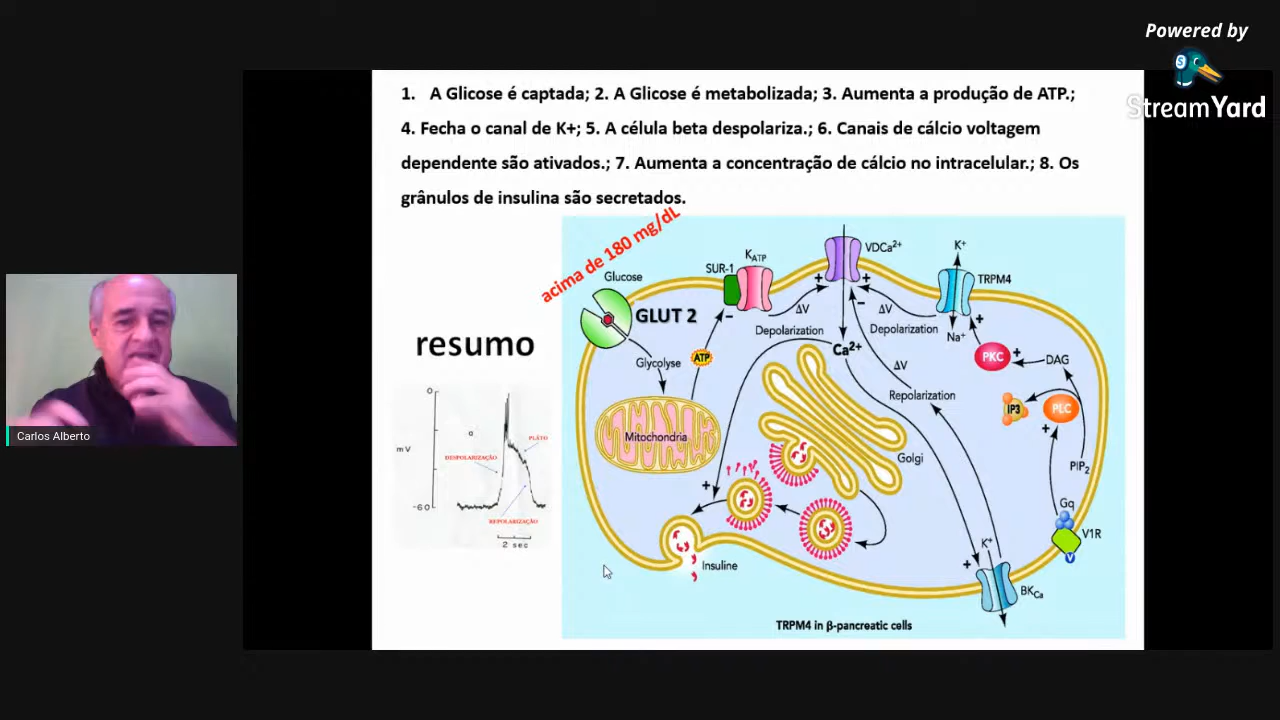 Powered by
StreamYard
1. A Glicose é captada; 2. A Glicose é metabolizada; 3. Aumenta a produção de ATP.;
4. Fecha o canal de K+; 5. A célula beta despolariza.; 6. Canais de cálcio voltagem
dependente são ativados.; 7. Aumenta a concentração de cálcio no intracelular.; 8. Os
grânulos de insulina são secretados.
acima de 180 mg/dL
Glucose
GLUT 2
Glycolyse
ATP
Mitochondria
SUR-1
KATP
VDCa²⁺
K⁺
TRPM4
Na⁺
ΔV
Depolarization
ΔV
Depolarization
Ca²⁺
ΔV
Repolarization
PKC
DAG
IP3
PLC
PIP₂
Gq
V1R
V
Golgi
K⁺
BKCa
Insuline
TRPM4 in β-pancreatic cells
resumo
0
mV
-60
a
PLÁTO
DESPOLARIZAÇÃO
REPOLARIZAÇÃO
2 sec
Carlos Alberto